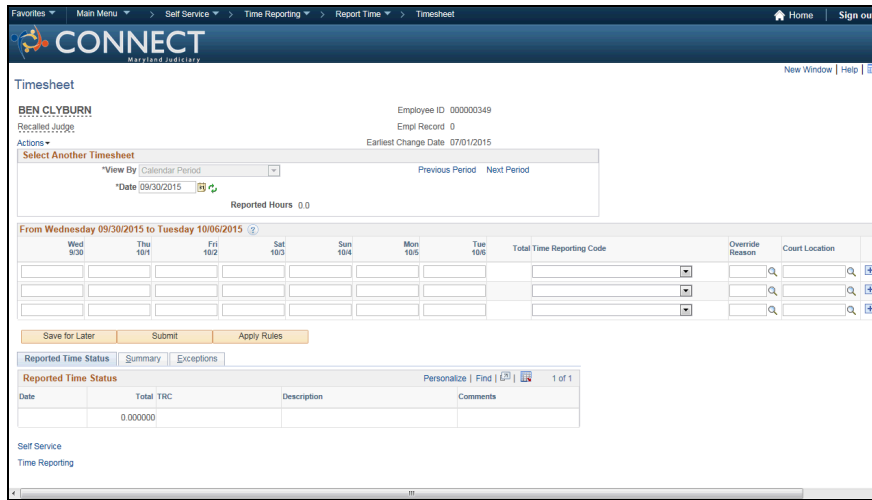 Favorites Main Menu > Self Service > Time Reporting > Report Time > Timesheet Home Sign ou
CONNECT
Maryland Judiciary
New Window | Help |
Timesheet
BEN CLYBURN Employee ID 000000349
Recalled Judge Empl Record 0
Actions Earliest Change Date 07/01/2015
Select Another Timesheet
*View By Calendar Period Previous Period Next Period
*Date 09/30/2015
Reported Hours 0.0
From Wednesday 09/30/2015 to Tuesday 10/06/2015
Wed Thu Fri Sat Sun Mon Tue Total Time Reporting Code Override Court Location
9/30 10/1 10/2 10/3 10/4 10/5 10/6 Reason
Save for Later Submit Apply Rules
Reported Time Status Summary Exceptions
Reported Time Status Personalize | Find | | 1 of 1
Date Total TRC Description Comments
0.000000
Self Service
Time Reporting